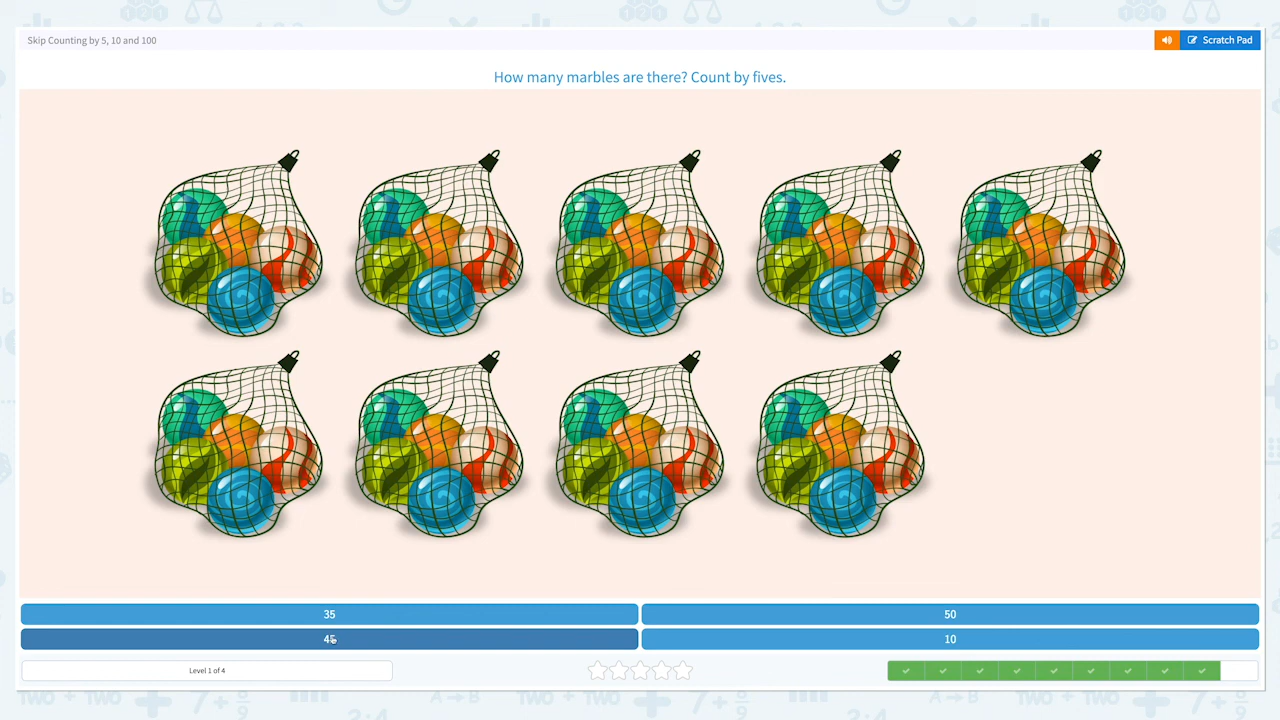 Skip Counting by 5, 10 and 100
Scratch Pad
How many marbles are there? Count by fives.
35
50
45
10
Level 1 of 4